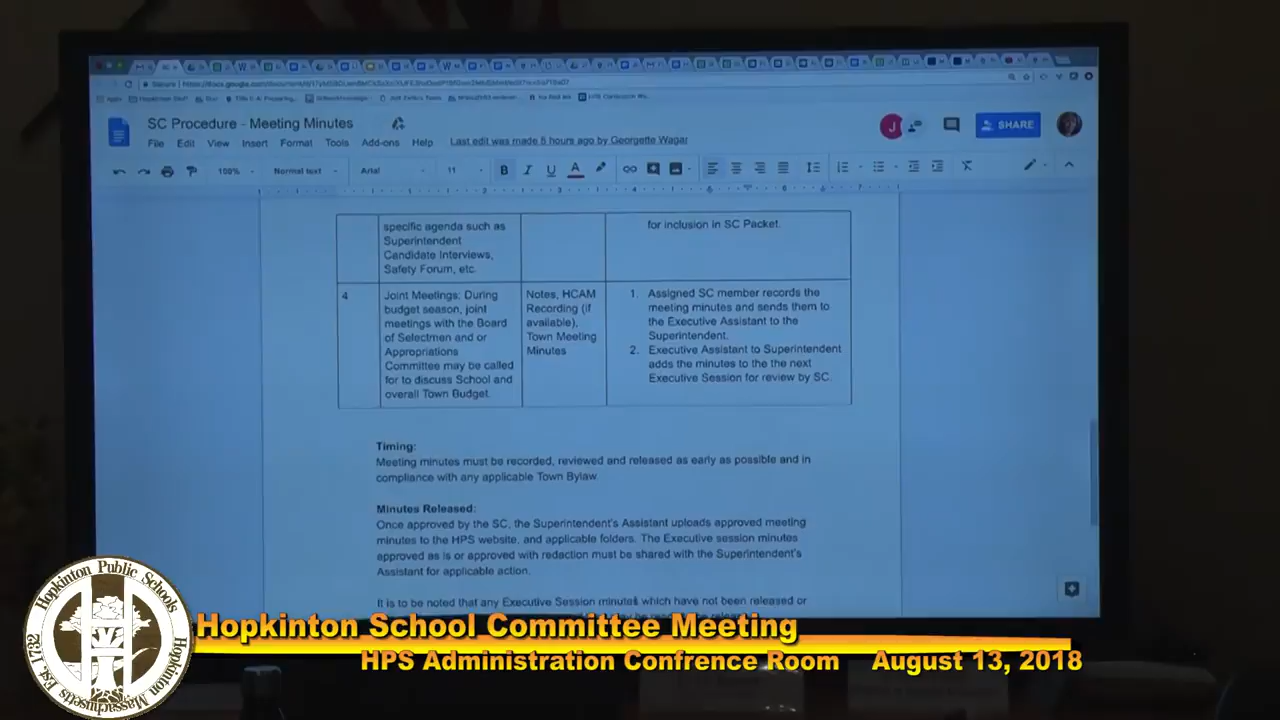 SC Procedure - Meeting Minutes
SHARE
File Edit View Insert Format Tools Add-ons Help Last edit was made 5 hours ago by Georgette Wagar
100% Normal text Arial 11
specific agenda such as
Superintendent
Candidate Interviews,
Safety Forum, etc.
for inclusion in SC Packet.
4
Joint Meetings: During
budget season, joint
meetings with the Board
of Selectmen and or
Appropriations
Committee may be called
for to discuss School and
overall Town Budget.
Notes, HCAM
Recording (if
available),
Town Meeting
Minutes
1. Assigned SC member records the
meeting minutes and sends them to
the Executive Assistant to the
Superintendent.
2. Executive Assistant to Superintendent
adds the minutes to the the next
Executive Session for review by SC.
Timing:
Meeting minutes must be recorded, reviewed and released as early as possible and in
compliance with any applicable Town Bylaw
Minutes Released:
Once approved by the SC, the Superintendent's Assistant uploads approved meeting
minutes to the HPS website, and applicable folders. The Executive session minutes
approved as is or approved with redaction must be shared with the Superintendent's
Assistant for applicable action.
It is to be noted that any Executive Session minutes which have not been released or
Hopkinton School Committee Meeting
HPS Administration Confrence Room August 13, 2018
Hopkinton Public Schools
Hopkinton Massachusetts Est. 1732